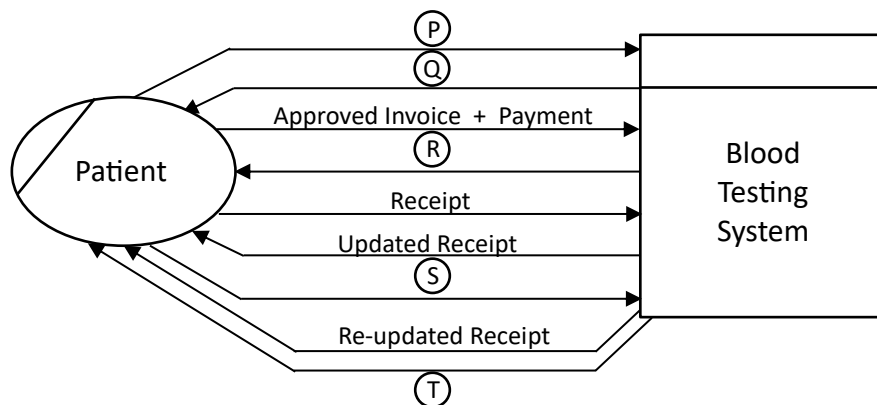 P
Q
Approved Invoice + Payment
R
Patient
Receipt
Updated Receipt
S
Re-updated Receipt
T
Blood
Testing
System